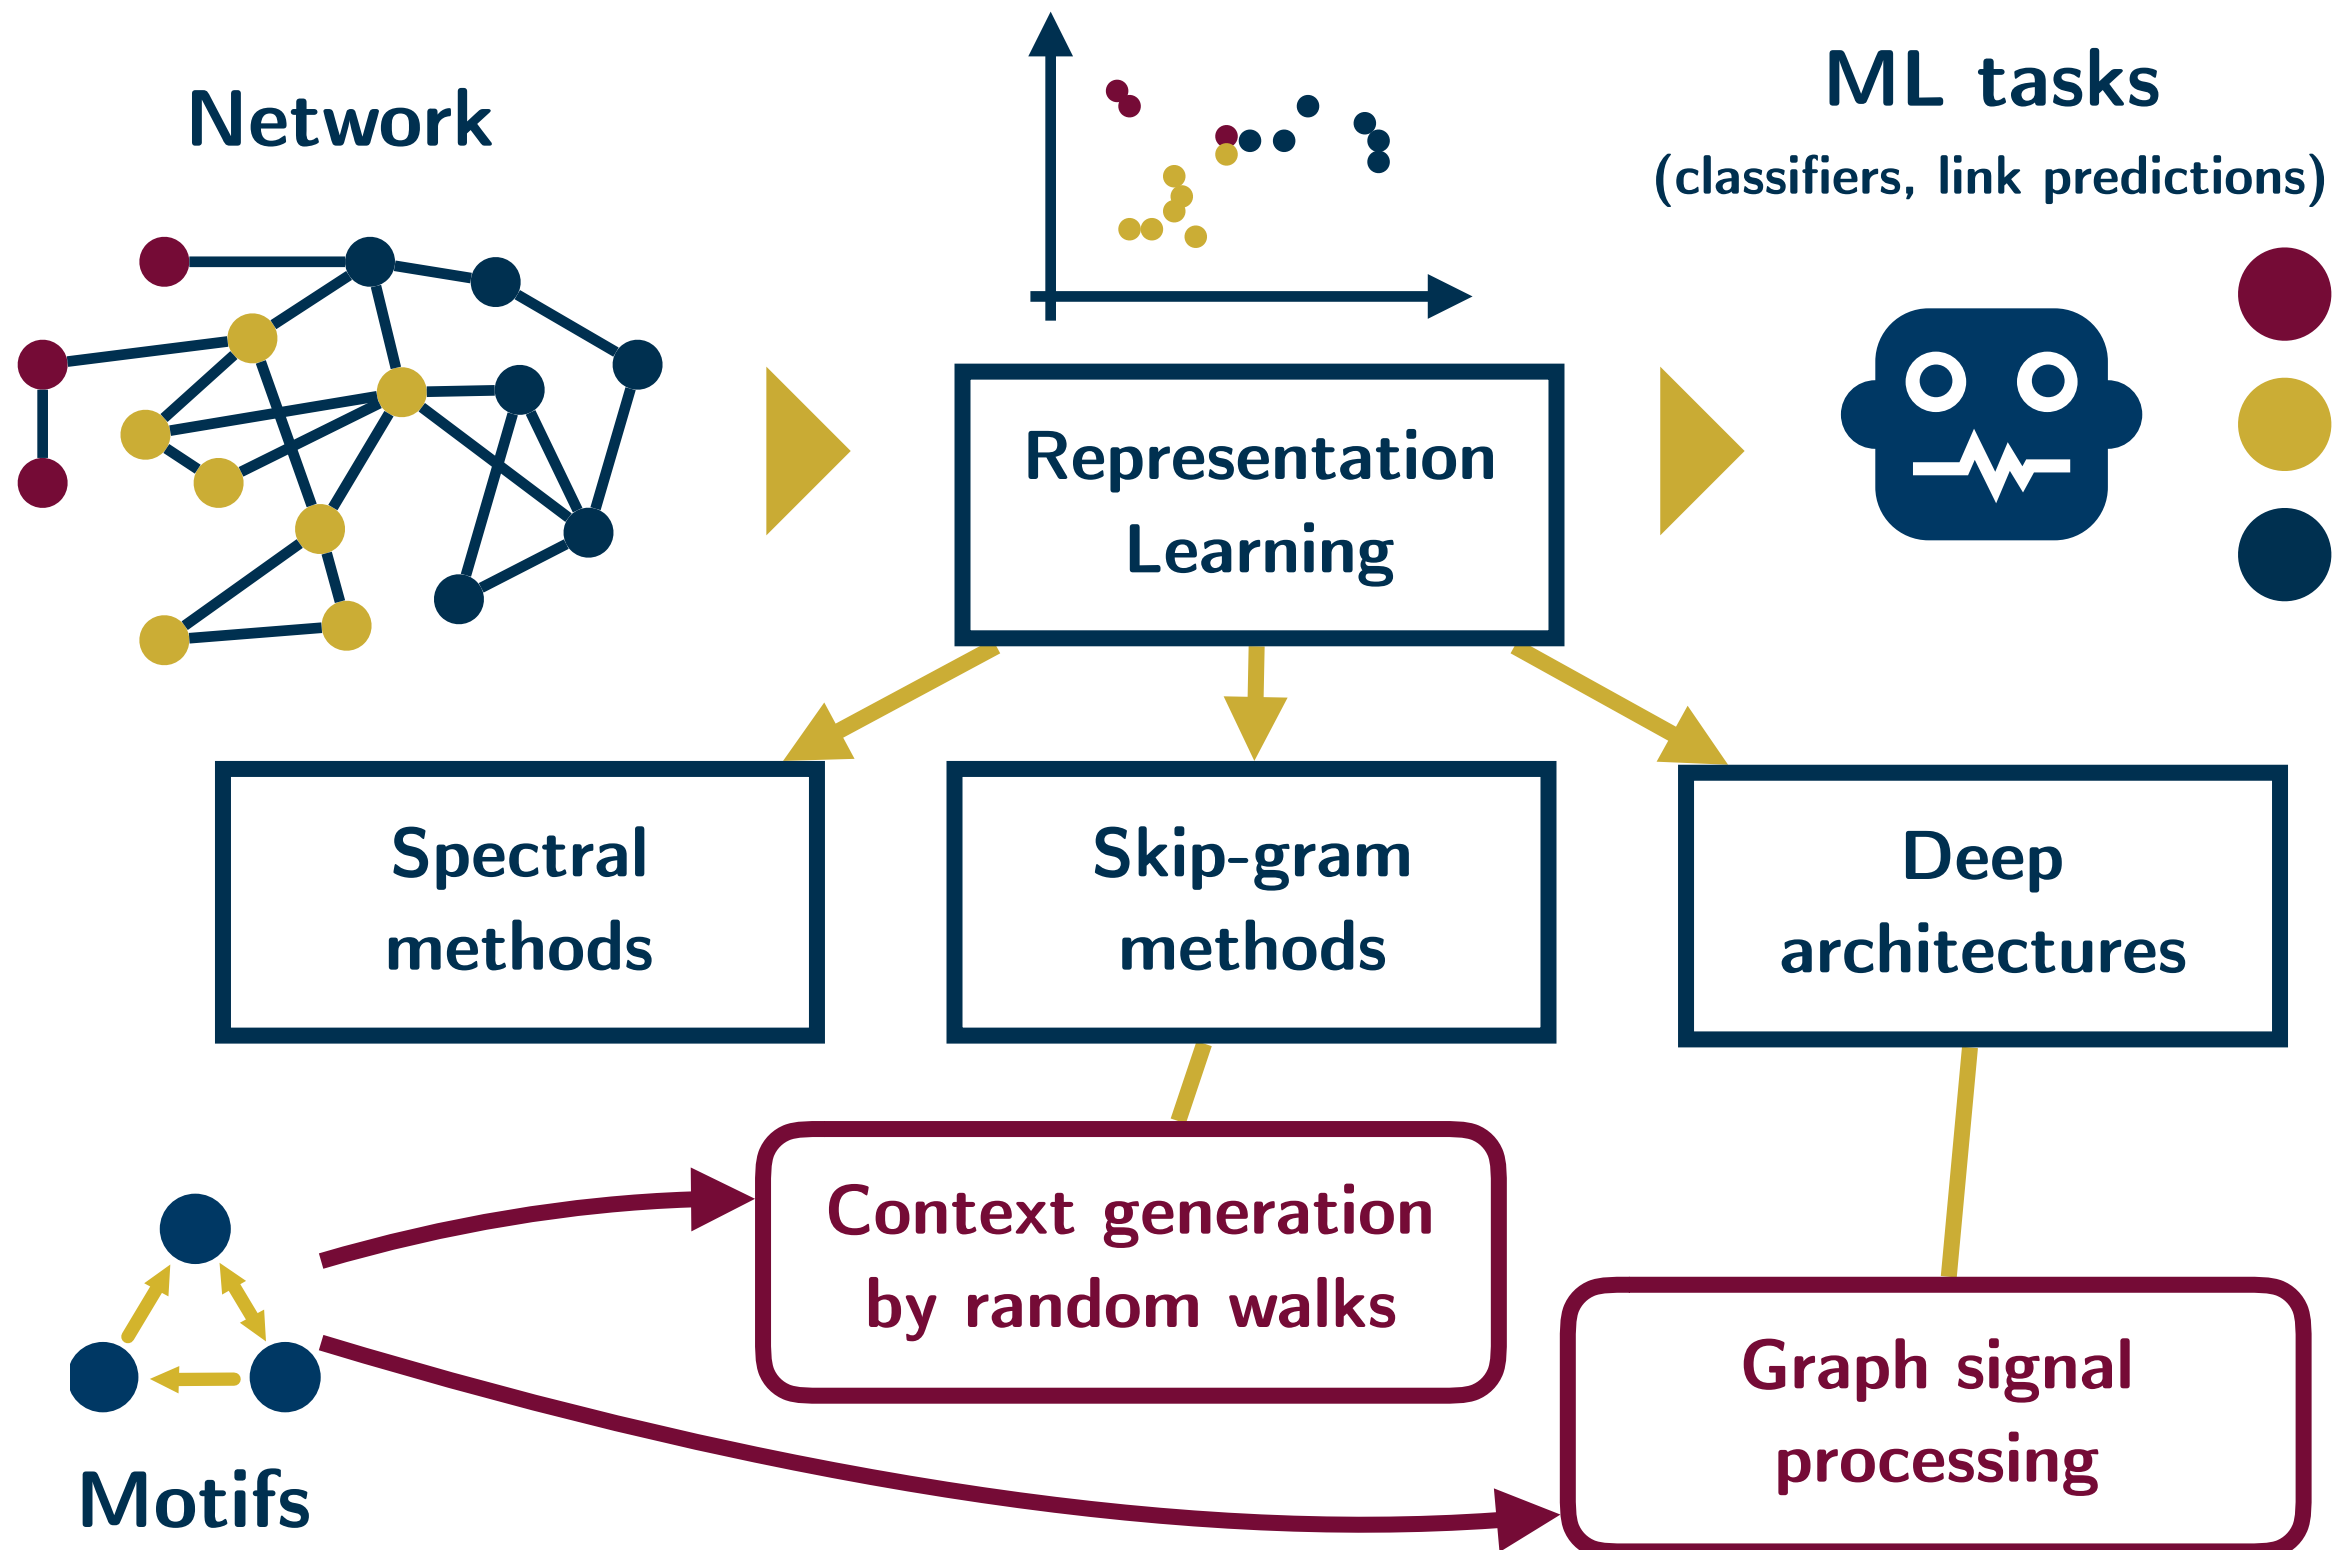 Network
ML tasks
(classifiers, link predictions)
Representation
Learning
Spectral
methods
Skip-gram
methods
Deep
architectures
Context generation
by random walks
Graph signal
processing
Motifs